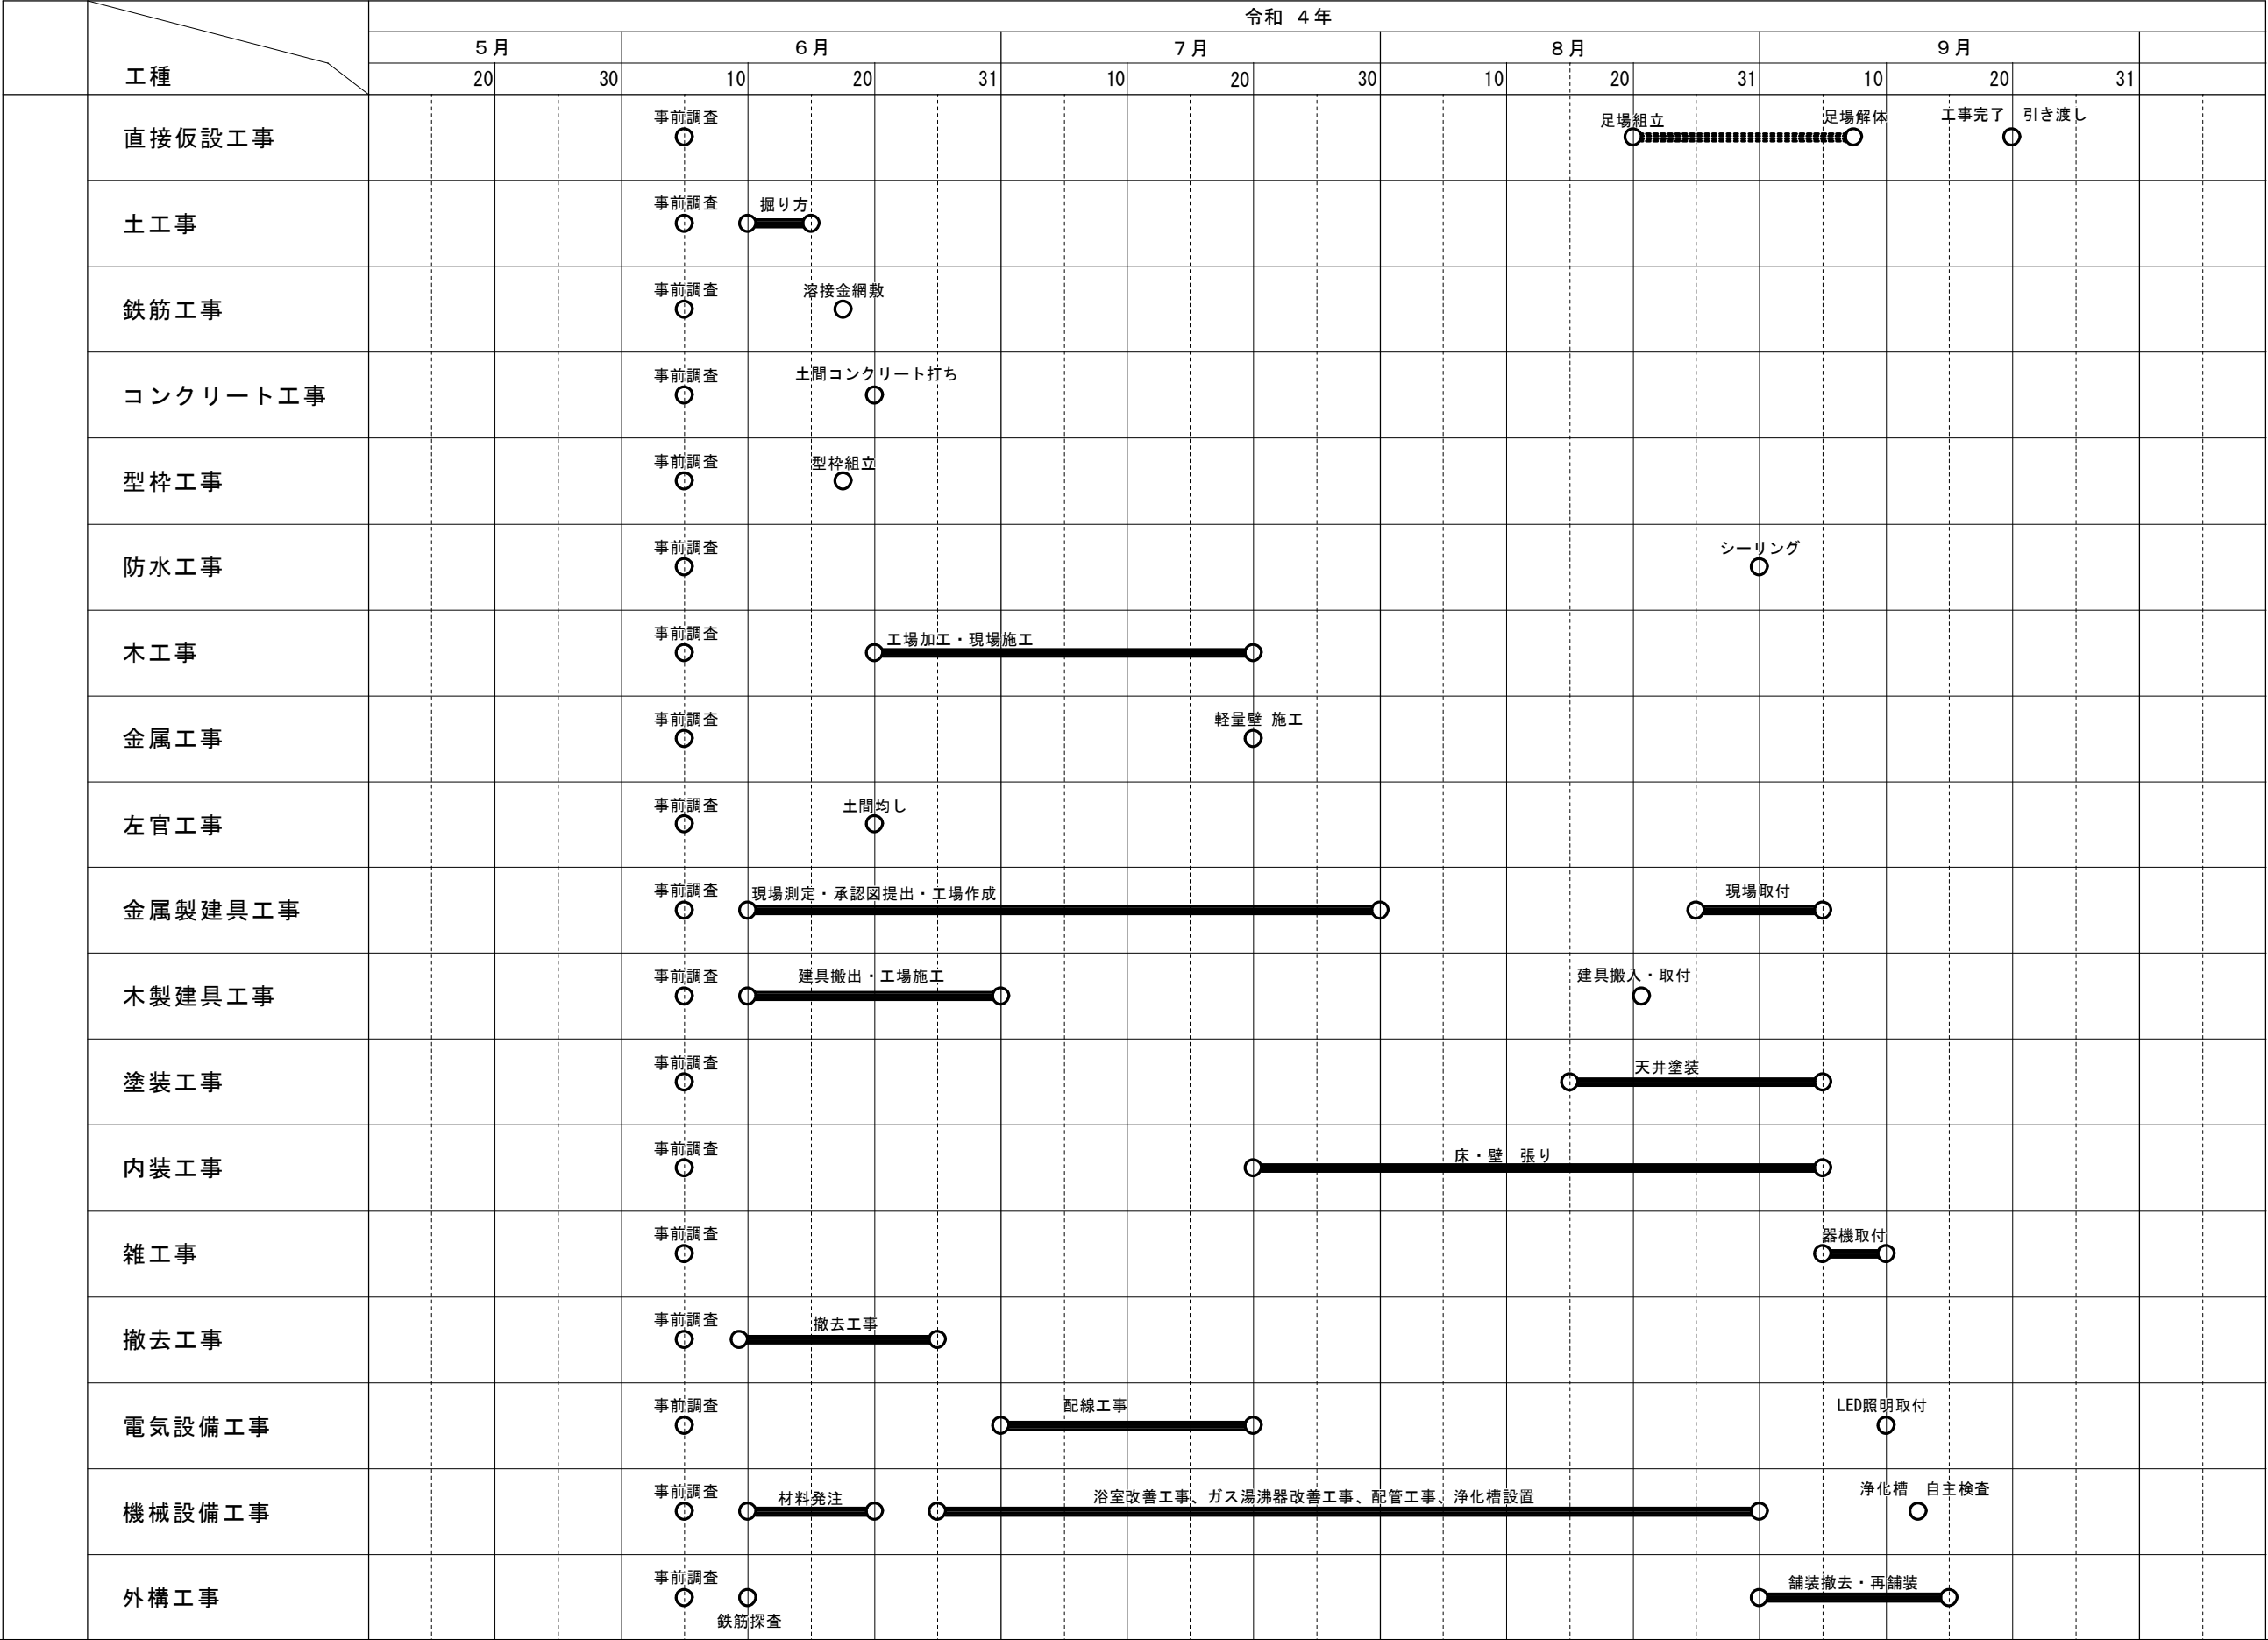 令和 4年
5月 6月 7月 8月 9月
工種 20 30 10 20 31 10 20 30 10 20 31 10 20 31
直接仮設工事 事前調査 足場組立 足場解体 工事完了 引き渡し
土工事 事前調査 掘り方
鉄筋工事 事前調査 溶接金網敷
コンクリート工事 事前調査 土間コンクリート打ち
型枠工事 事前調査 型枠組立
防水工事 事前調査 シーリング
木工事 事前調査 工場加工・現場施工
金属工事 事前調査 軽量壁 施工
左官工事 事前調査 土間均し
金属製建具工事 事前調査 現場測定・承認図提出・工場作成 現場取付
木製建具工事 事前調査 建具搬出・工場施工 建具搬入・取付
塗装工事 事前調査 天井塗装
内装工事 事前調査 床・壁 張り
雑工事 事前調査 器機取付
撤去工事 事前調査 撤去工事
電気設備工事 事前調査 配線工事 LED照明取付
機械設備工事 事前調査 材料発注 浴室改善工事、ガス湯沸器改善工事、配管工事、浄化槽設置 浄化槽 自主検査
外構工事 事前調査 鉄筋探査 舗装撤去・再舗装